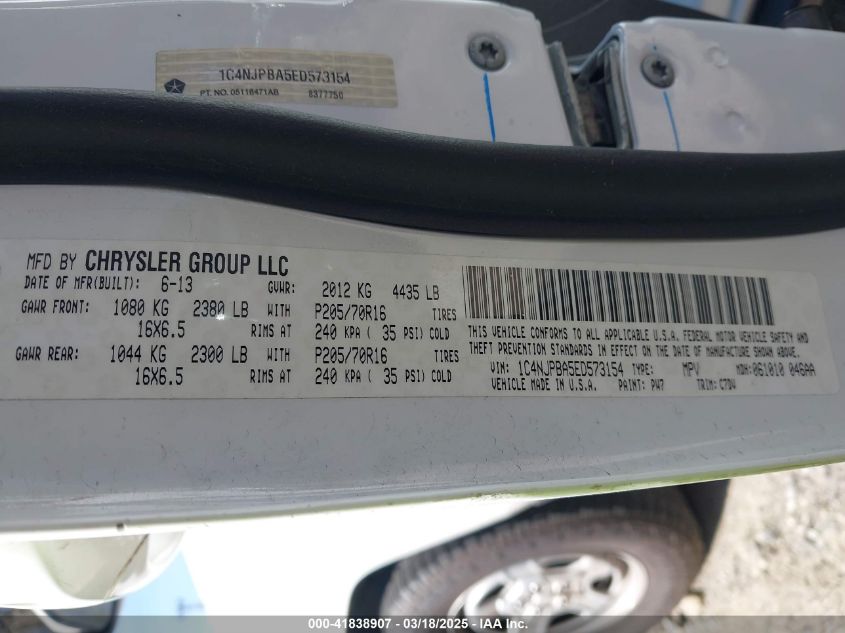 1C4NJPBA5ED573154
PT. NO. 05116471AB 8377750
MFD BY CHRYSLER GROUP LLC
DATE OF MFR(BUILT): 6-13 GVWR: 2012 KG 4435 LB
GAWR FRONT: 1080 KG 2380 LB WITH P205/70R16 TIRES
16X6.5 RIMS AT 240 KPA ( 35 PSI) COLD
GAWR REAR: 1044 KG 2300 LB WITH P205/70R16 TIRES
16X6.5 RIMS AT 240 KPA ( 35 PSI) COLD
THIS VEHICLE CONFORMS TO ALL APPLICABLE U.S.A. FEDERAL MOTOR VEHICLE SAFETY AND
THEFT PREVENTION STANDARDS IN EFFECT ON THE DATE OF MANUFACTURE SHOWN ABOVE.
VIN: 1C4NJPBA5ED573154 TYPE: MPV MDH: 061010 046AA
VEHICLE MADE IN U.S.A. PAINT: PW7 TRIM: C7DV
000-41838907 - 03/18/2025 - IAA Inc.